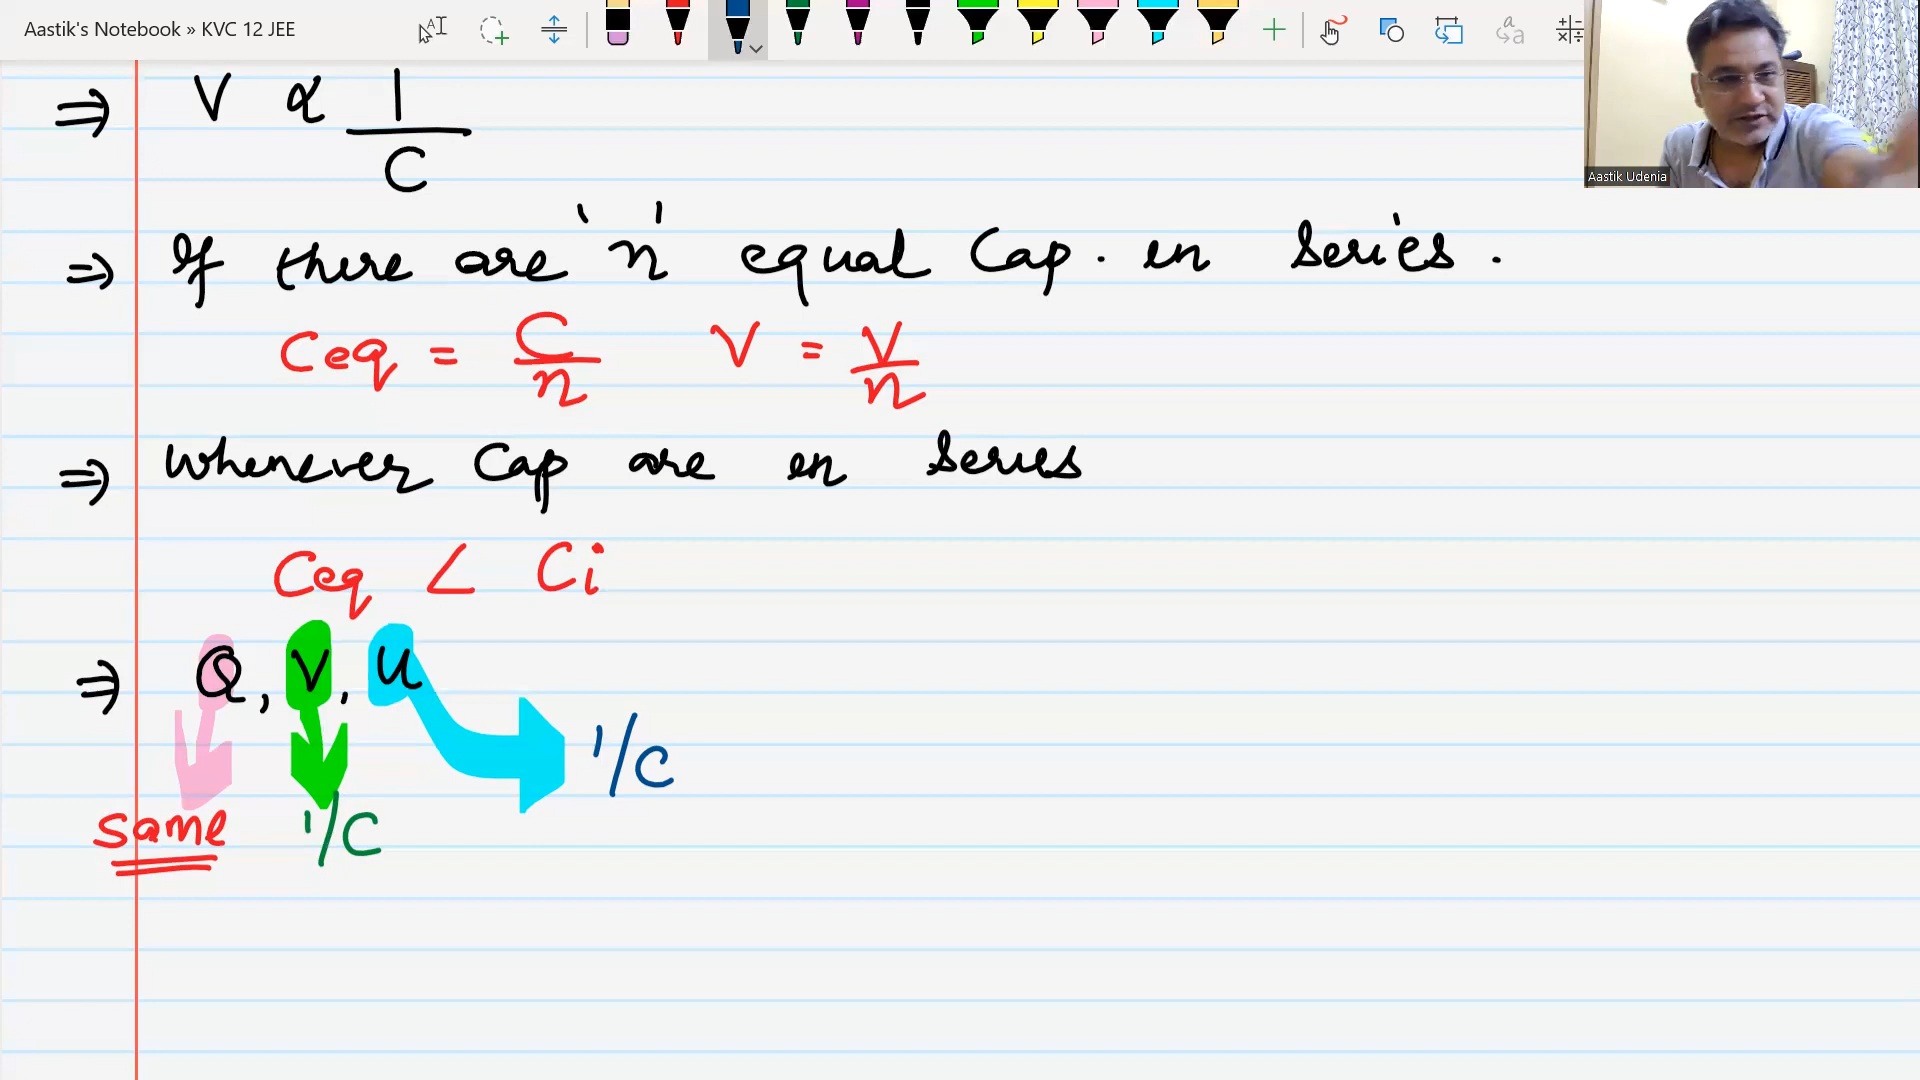 Aastik's Notebook » KVC 12 JEE
Aastik Udenia
⇒ V ∝ 1/C
⇒ If there are 'n' equal Cap. in Series.
Ceq = C/n V = V/n
⇒ Whenever Cap are in Series
Ceq < Ci
⇒ Q, V, U
1/C
Same 1/C